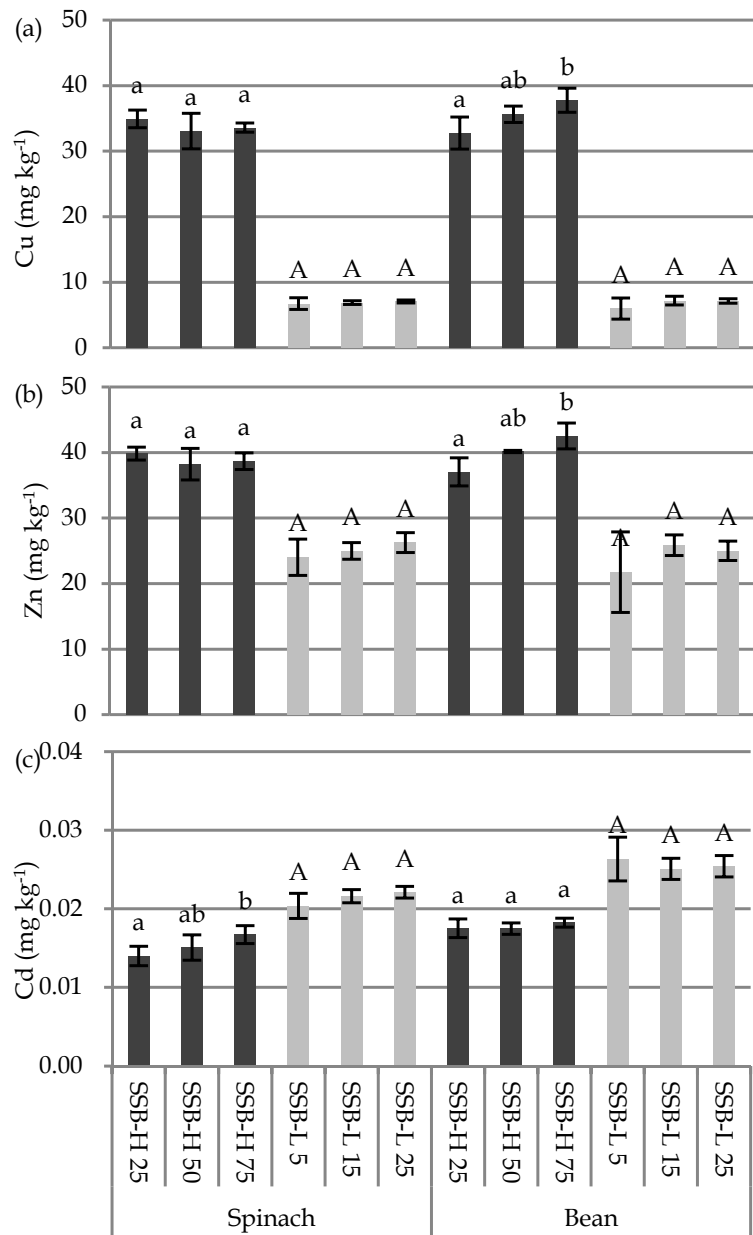 (a)
50
40
30
20
10
0
Cu (mg kg-1)
a a a A A A a ab b A A A
(b)
50
40
30
20
10
0
Zn (mg kg-1)
a a a A A A a ab b A A A
(c)
0.04
0.03
0.02
0.01
0.00
Cd (mg kg-1)
a ab b A A A a a a A A A
SSB-H 25
SSB-H 50
SSB-H 75
SSB-L 5
SSB-L 15
SSB-L 25
SSB-H 25
SSB-H 50
SSB-H 75
SSB-L 5
SSB-L 15
SSB-L 25
Spinach Bean